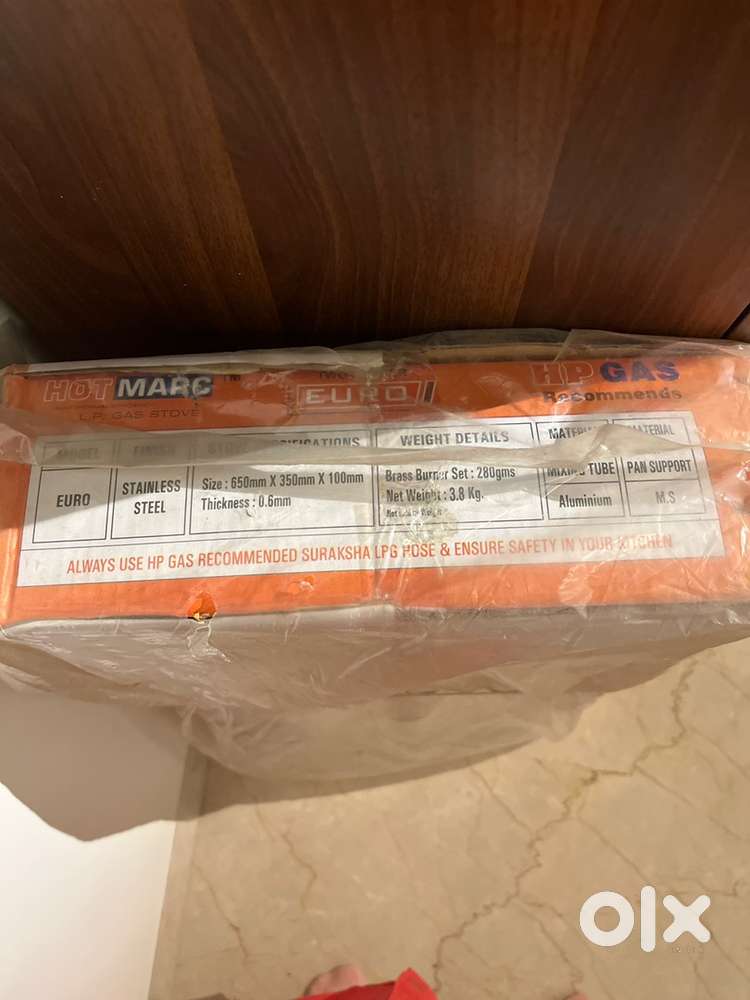 HOTMARC TM
L.P. GAS STOVE
EURO
HP GAS
Recommends
MODEL
EURO
STAINLESS
STEEL
Size : 650mm X 350mm X 100mm
Thickness : 0.6mm
WEIGHT DETAILS
Brass Burner Set : 280gms
Net Weight : 3.8 Kg.
MATERIAL
MIXING TUBE
Aluminium
MATERIAL
PAN SUPPORT
M.S
ALWAYS USE HP GAS RECOMMENDED SURAKSHA LPG HOSE & ENSURE SAFETY IN YOUR KITCHEN
olx